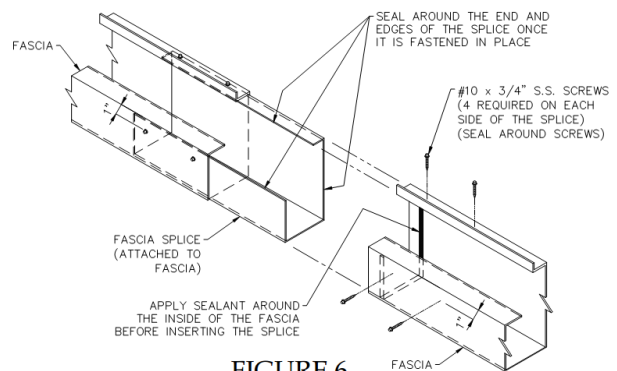 SEAL AROUND THE END AND
EDGES OF THE SPLICE ONCE
IT IS FASTENED IN PLACE
FASCIA
1"
#10 x 3/4" S.S. SCREWS
(4 REQUIRED ON EACH
SIDE OF THE SPLICE)
(SEAL AROUND SCREWS)
FASCIA SPLICE
(ATTACHED TO
FASCIA)
APPLY SEALANT AROUND
THE INSIDE OF THE FASCIA
BEFORE INSERTING THE SPLICE
1"
FIGURE 6
FASCIA